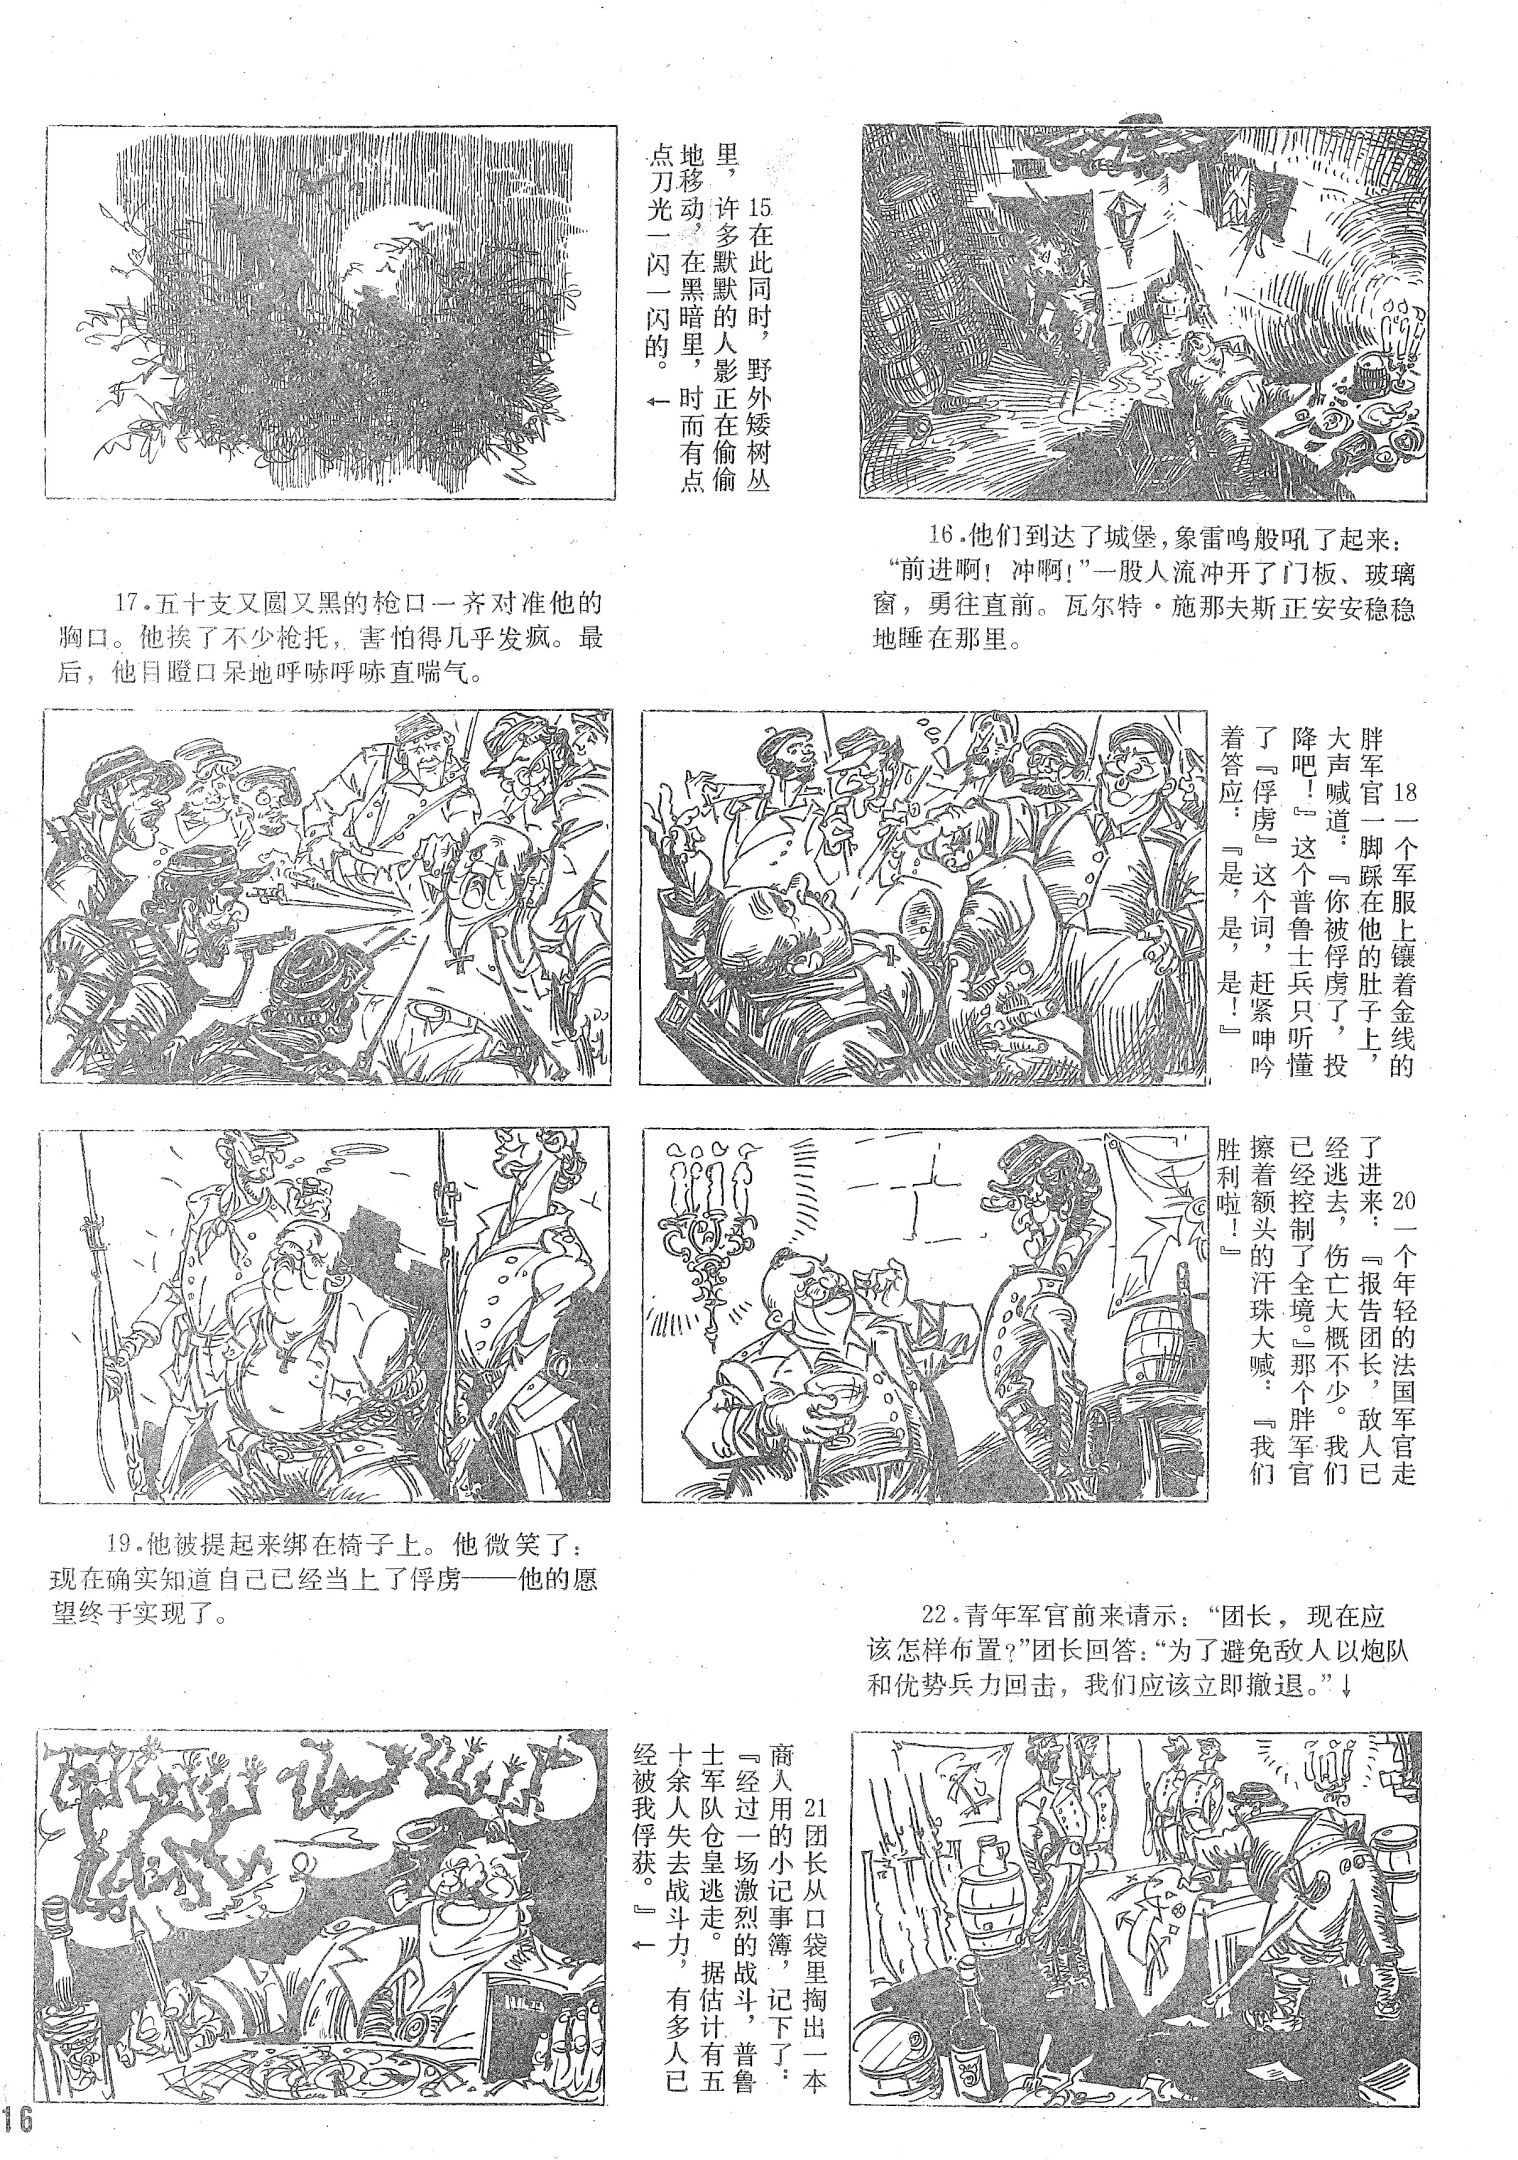 15在此同时，野外矮树丛
里，许多默默的人影正在偷偷
地移动，在黑暗里，时而有点
点刀光一闪一闪的。←
16.他们到达了城堡，象雷鸣般吼了起来：
“前进啊！冲啊！”一股人流冲开了门板、玻璃
窗，勇往直前。瓦尔特·施那夫斯正安安稳稳
地睡在那里。
17.五十支又圆又黑的枪口一齐对准他的
胸口。他挨了不少枪托，害怕得几乎发疯。最
后，他目瞪口呆地呼哧呼哧直喘气。
18一个军服上镶着金线的
胖军官一脚踩在他的肚子上，
大声喊道：『你被俘虏了，投
降吧！』这个普鲁士兵只听懂
了『俘虏』这个词，赶紧呻吟
着答应：『是，是，是！』
19.他被提起来绑在椅子上。他微笑了：
现在确实知道自己已经当上了俘虏——他的愿
望终于实现了。
20一个年轻的法国军官走
了进来：『报告团长，敌人已
经逃去，伤亡大概不少。我们
已经控制了全境。』那个胖军官
擦着额头的汗珠大喊：『我们
胜利啦！』
21团长从口袋里掏出一本
商人用的小记事簿，记下了：
『经过一场激烈的战斗，普鲁
士军队仓皇逃走。据估计有五
十余人失去战斗力，有多人已
经被我俘获。』←
22.青年军官前来请示：“团长，现在应
该怎样布置？”团长回答：“为了避免敌人以炮队
和优势兵力回击，我们应该立即撤退。”↓
16